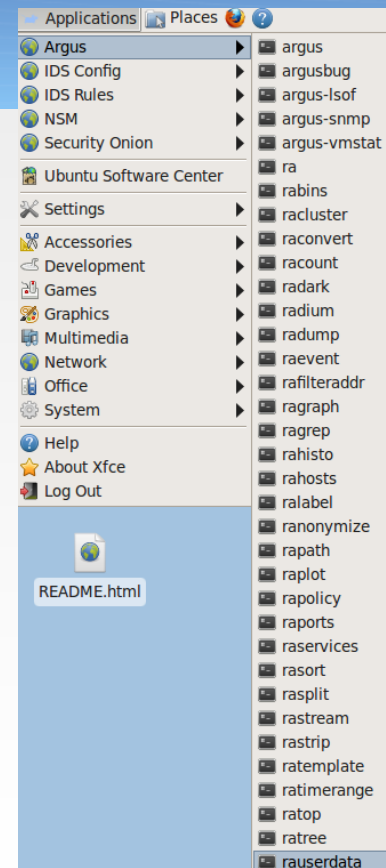 Applications Places
Argus
IDS Config
IDS Rules
NSM
Security Onion
Ubuntu Software Center
Settings
Accessories
Development
Games
Graphics
Multimedia
Network
Office
System
Help
About Xfce
Log Out
README.html
argus
argusbug
argus-lsof
argus-snmp
argus-vmstat
ra
rabins
racluster
raconvert
racount
radark
radium
radump
raevent
rafilteraddr
ragraph
ragrep
rahisto
rahosts
ralabel
ranonymize
rapath
raplot
rapolicy
raports
raservices
rasort
rasplit
rastream
rastrip
ratemplate
ratimerange
ratop
ratree
rauserdata